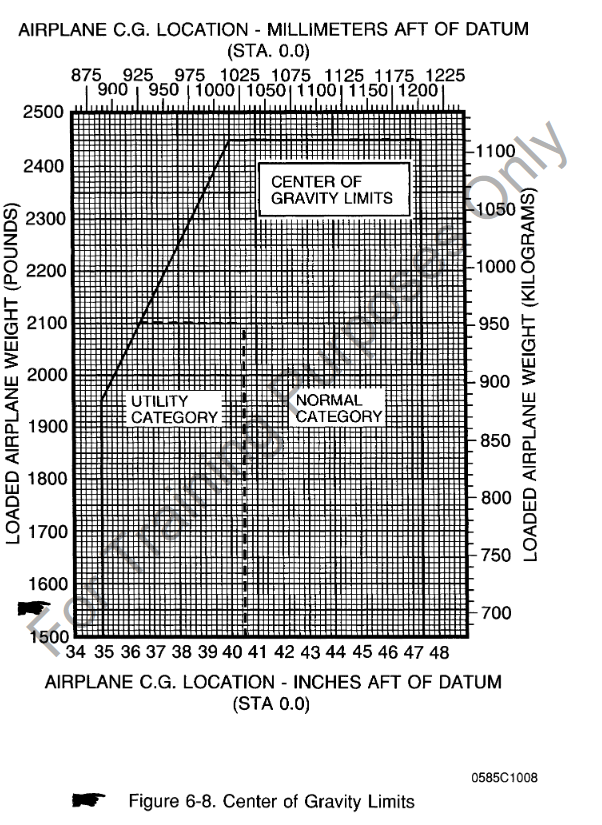 AIRPLANE C.G. LOCATION - MILLIMETERS AFT OF DATUM
(STA. 0.0)
875 925 975 1025 1075 1125 1175 1225
900 950 1000 1050 1100 1150 1200
2500
2400
2300
2200
2100
2000
1900
1800
1700
1600
1500
LOADED AIRPLANE WEIGHT (POUNDS)
CENTER OF
GRAVITY LIMITS
UTILITY
CATEGORY
NORMAL
CATEGORY
1100
1050
1000
950
900
850
800
750
700
LOADED AIRPLANE WEIGHT (KILOGRAMS)
For Training Purposes Only
34 35 36 37 38 39 40 41 42 43 44 45 46 47 48
AIRPLANE C.G. LOCATION - INCHES AFT OF DATUM
(STA 0.0)
0585C1008
Figure 6-8. Center of Gravity Limits